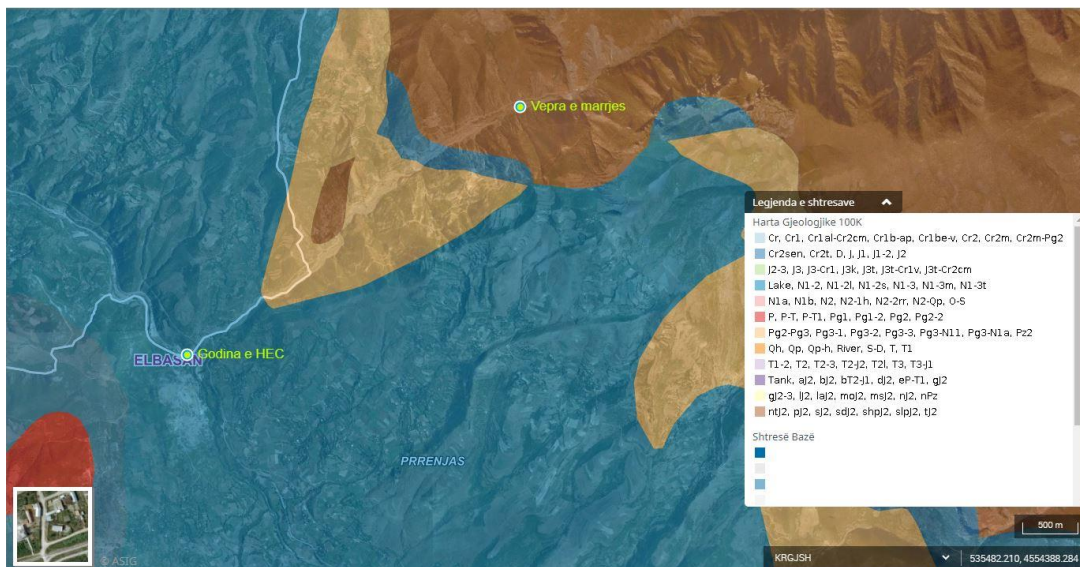 Vepra e marrjes
Godina e HEC
ELBASAN
PRRENJAS
Legjenda e shtresave
Harta Gjeologjike 100K
Cr, Cr1, Cr1al-Cr2cm, Cr1b-ap, Cr1be-v, Cr2, Cr2m, Cr2m-Pg2
Cr2sen, Cr2t, D, J, J1, J1-2, J2
J2-3, J3, J3-Cr1, J3k, J3t, J3t-Cr1v, J3t-Cr2cm
Lake, N1-2, N1-2l, N1-2s, N1-3, N1-3m, N1-3t
N1a, N1b, N2, N2-1h, N2-2rr, N2-Qp, O-S
P, P-T, P-T1, Pg1, Pg1-2, Pg2, Pg2-2
Pg2-Pg3, Pg3-1, Pg3-2, Pg3-3, Pg3-N11, Pg3-N1a, Pz2
Qh, Qp, Qp-h, River, S-D, T, T1
T1-2, T2, T2-3, T2-J2, T2l, T3, T3-J1
Tank, aJ2, bJ2, bT2-J1, dJ2, eP-T1, gJ2
gJ2-3, lJ2, laJ2, moJ2, msJ2, nJ2, nPz
ntJ2, pJ2, sJ2, sdJ2, shpJ2, slpJ2, tJ2
Shtresë Bazë
500 m
© ASIG
KRGJSH
535482.210, 4554388.284